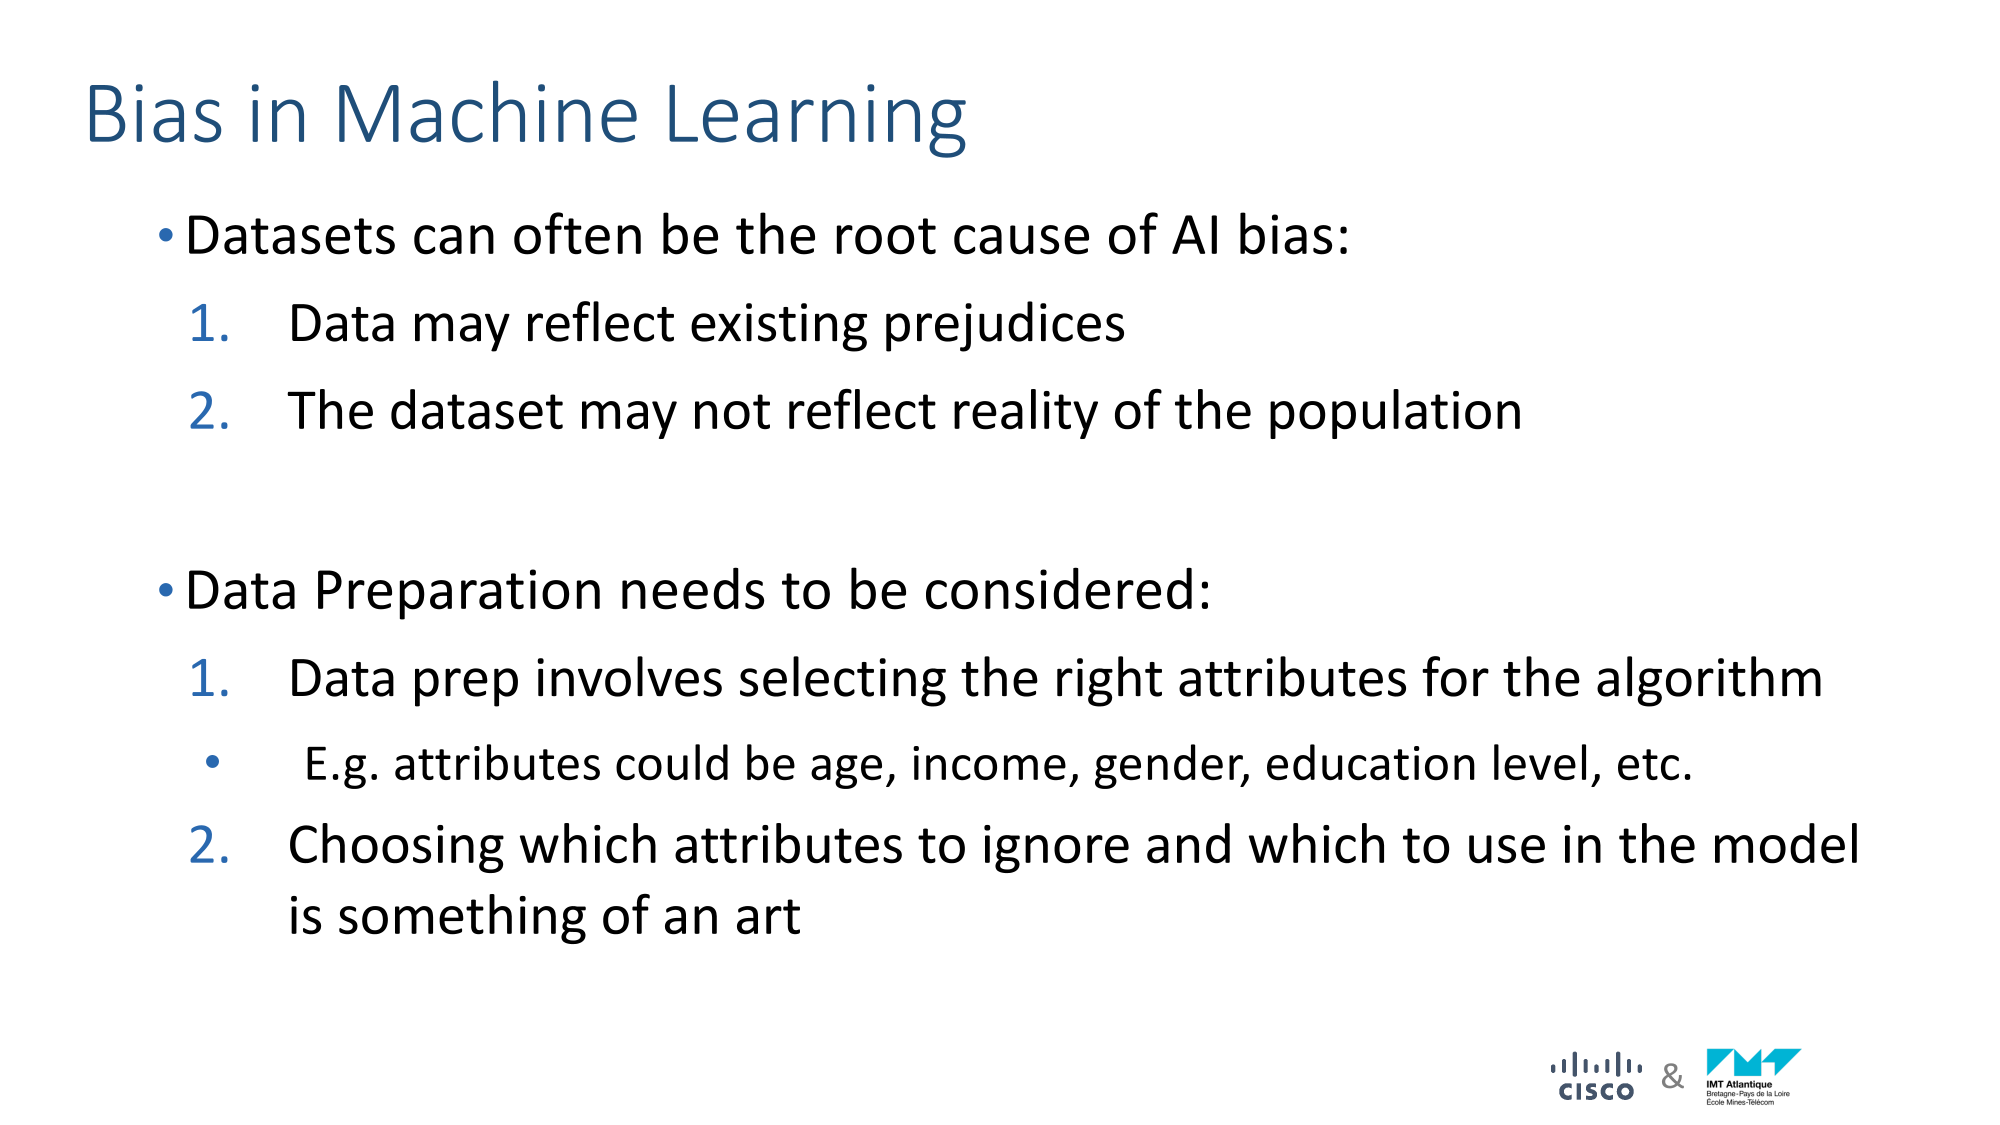 Bias in Machine Learning
• Datasets can often be the root cause of AI bias:
1. Data may reflect existing prejudices
2. The dataset may not reflect reality of the population
• Data Preparation needs to be considered:
1. Data prep involves selecting the right attributes for the algorithm
• E.g. attributes could be age, income, gender, education level, etc.
2. Choosing which attributes to ignore and which to use in the model
is something of an art
CISCO & IMT Atlantique
Bretagne-Pays de la Loire
École Mines-Télécom